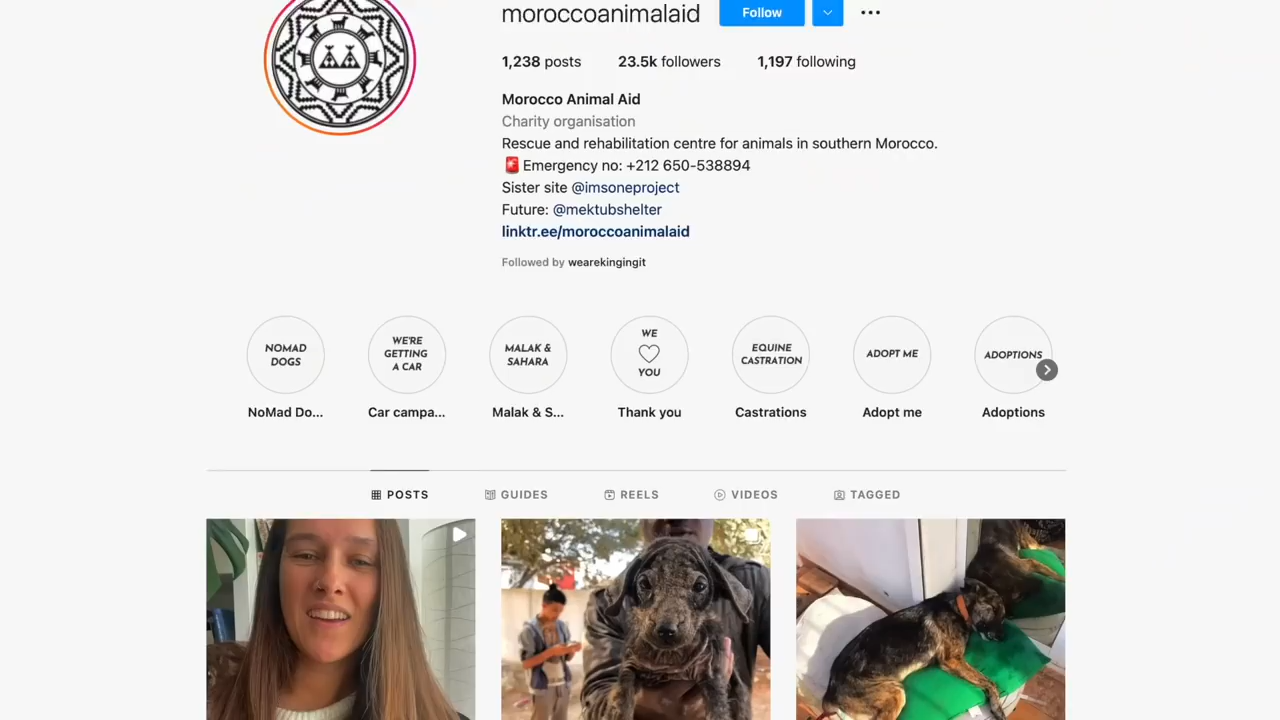 moroccoanimalaid Follow
1,238 posts 23.5k followers 1,197 following
Morocco Animal Aid
Charity organisation
Rescue and rehabilitation centre for animals in southern Morocco.
🚨Emergency no: +212 650-538894
Sister site @imsoneproject
Future: @mektubshelter
linktr.ee/moroccoanimalaid
Followed by wearekingingit
NOMAD
DOGS
WE'RE
GETTING
A CAR
MALAK &
SAHARA
WE
YOU
EQUINE
CASTRATION
ADOPT ME
ADOPTIONS
NoMad Do... Car campa... Malak & S... Thank you Castrations Adopt me Adoptions
POSTS GUIDES REELS VIDEOS TAGGED